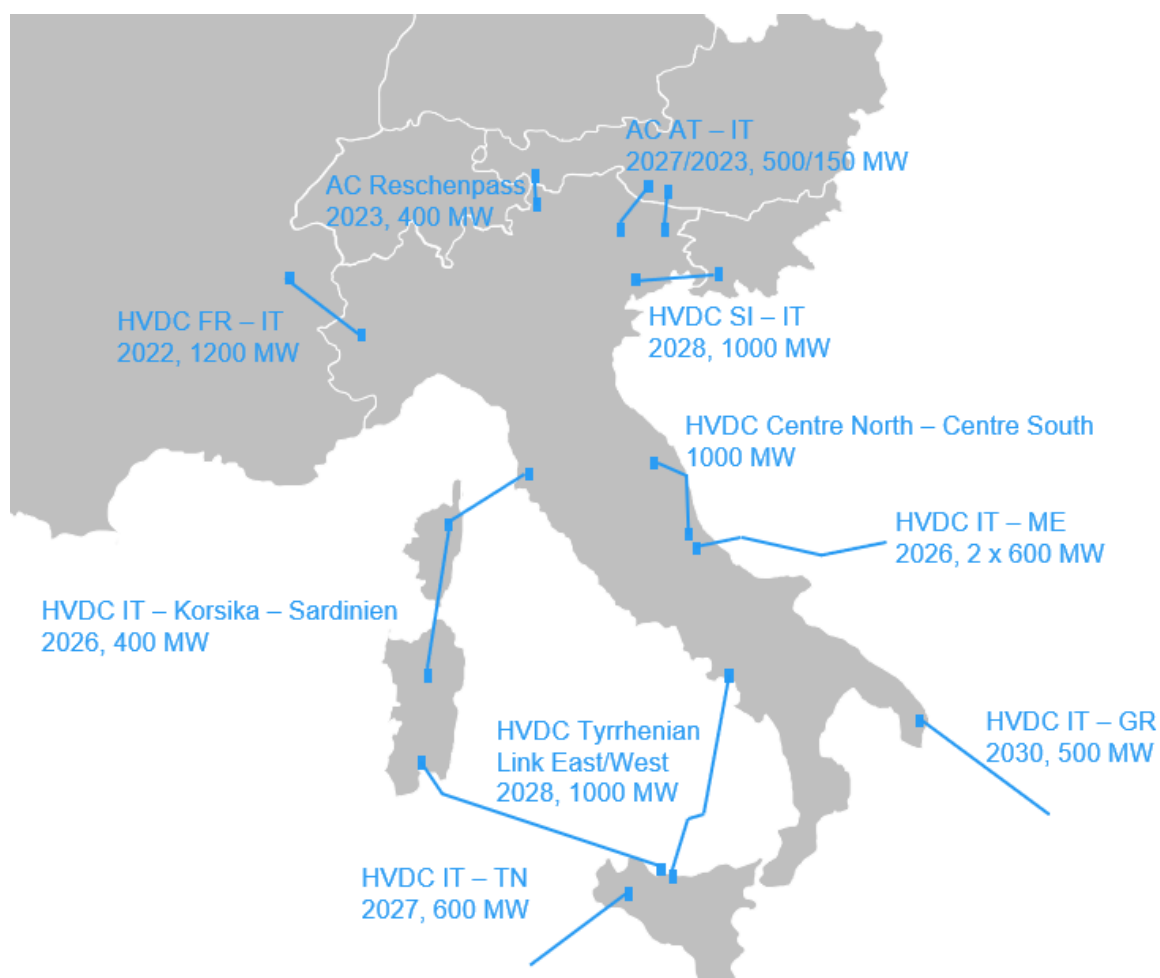 AC AT – IT
2027/2023, 500/150 MW
AC Reschenpass
2023, 400 MW
HVDC FR – IT
2022, 1200 MW
HVDC SI – IT
2028, 1000 MW
HVDC Centre North – Centre South
1000 MW
HVDC IT – ME
2026, 2 x 600 MW
HVDC IT – Korsika – Sardinien
2026, 400 MW
HVDC Tyrrhenian
Link East/West
2028, 1000 MW
HVDC IT – GR
2030, 500 MW
HVDC IT – TN
2027, 600 MW